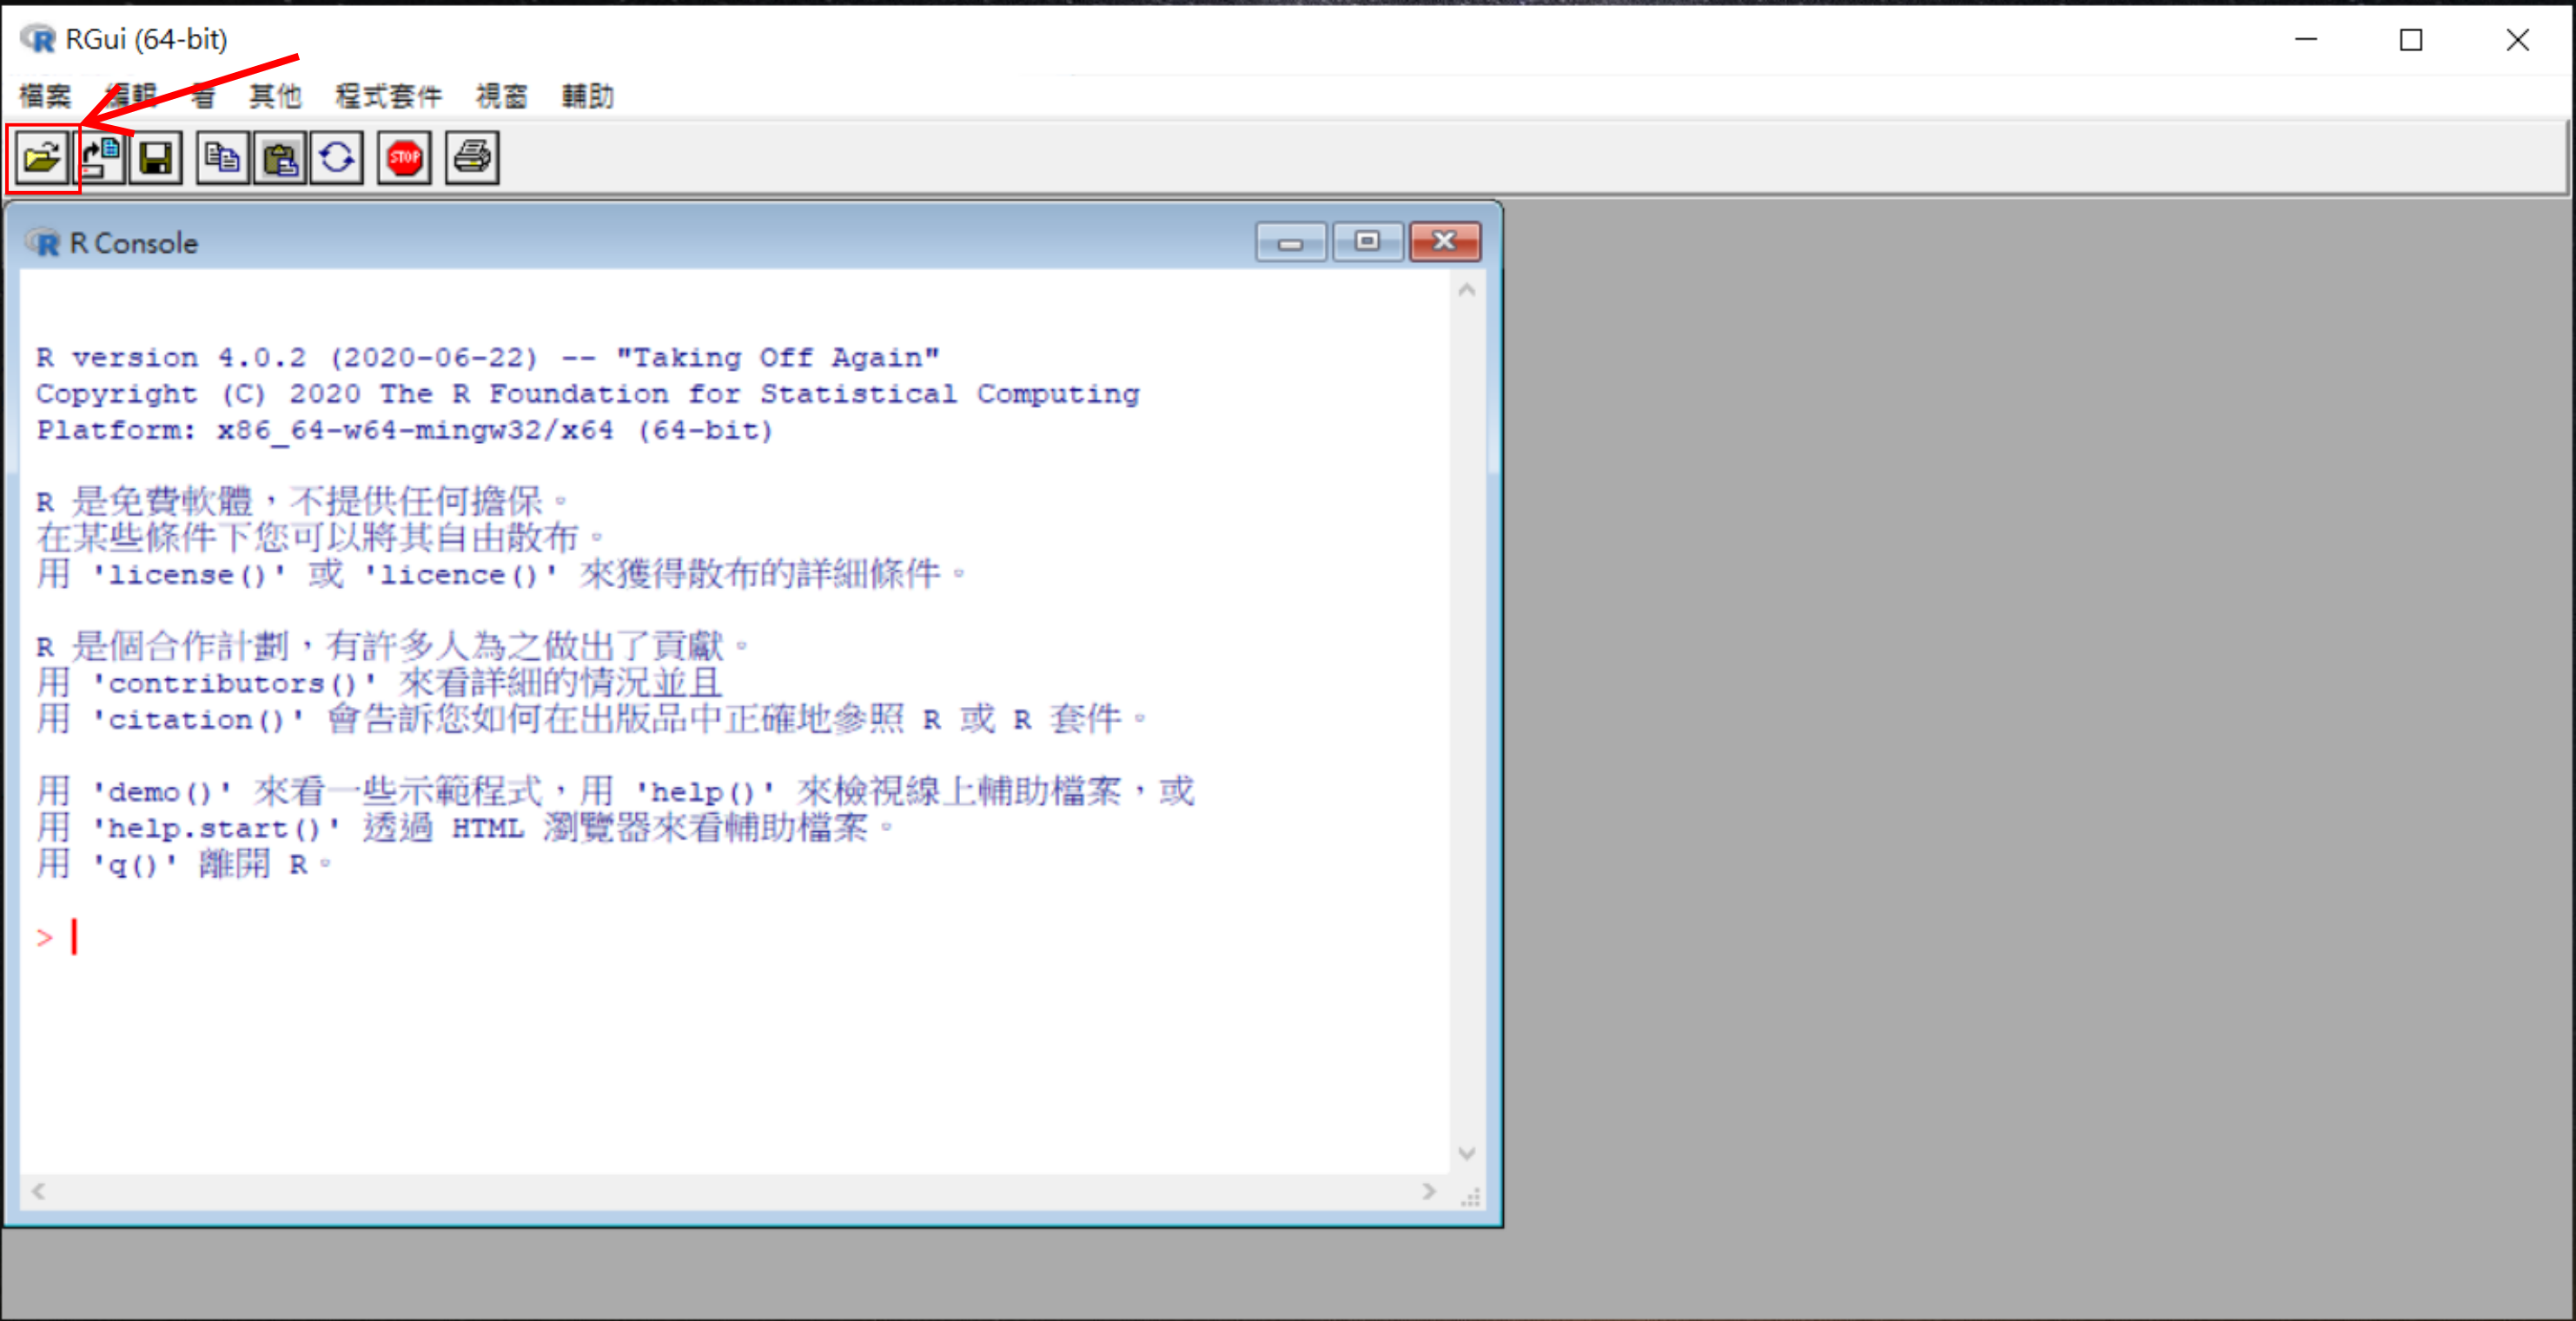 RGui (64-bit)
檔案 編輯 看 其他 程式套件 視窗 輔助
STOP
R Console
R version 4.0.2 (2020-06-22) -- "Taking Off Again"
Copyright (C) 2020 The R Foundation for Statistical Computing
Platform: x86_64-w64-mingw32/x64 (64-bit)
R 是免費軟體，不提供任何擔保。
在某些條件下您可以將其自由散布。
用 'license()' 或 'licence()' 來獲得散布的詳細條件。
R 是個合作計劃，有許多人為之做出了貢獻。
用 'contributors()' 來看詳細的情況並且
用 'citation()' 會告訴您如何在出版品中正確地參照 R 或 R 套件。
用 'demo()' 來看一些示範程式，用 'help()' 來檢視線上輔助檔案，或
用 'help.start()' 透過 HTML 瀏覽器來看輔助檔案。
用 'q()' 離開 R。
>